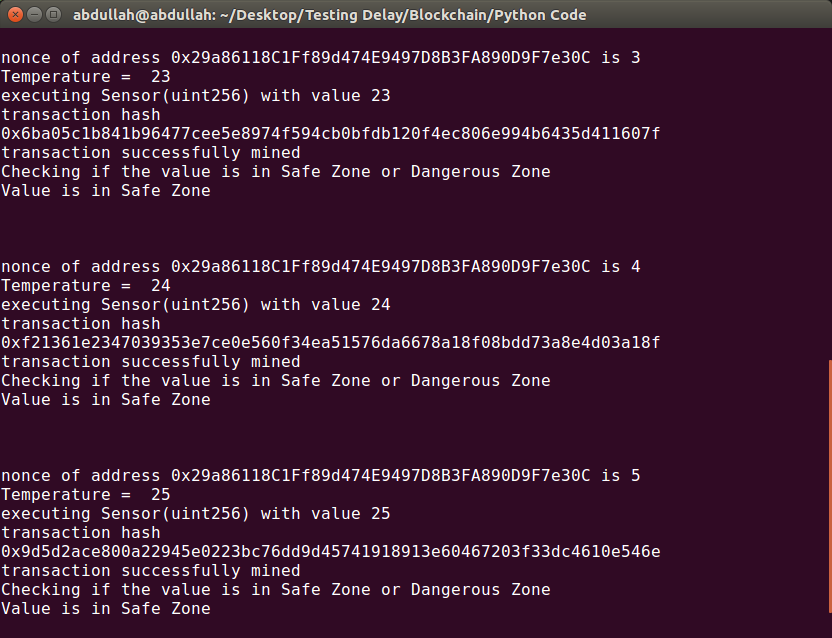 abdullah@abdullah: ~/Desktop/Testing Delay/Blockchain/Python Code
nonce of address 0x29a86118C1Ff89d474E9497D8B3FA890D9F7e30C is 3
Temperature =  23
executing Sensor(uint256) with value 23
transaction hash
0x6ba05c1b841b96477cee5e8974f594cb0bfdb120f4ec806e994b6435d411607f
transaction successfully mined
Checking if the value is in Safe Zone or Dangerous Zone
Value is in Safe Zone
nonce of address 0x29a86118C1Ff89d474E9497D8B3FA890D9F7e30C is 4
Temperature =  24
executing Sensor(uint256) with value 24
transaction hash
0xf21361e2347039353e7ce0e560f34ea51576da6678a18f08bdd73a8e4d03a18f
transaction successfully mined
Checking if the value is in Safe Zone or Dangerous Zone
Value is in Safe Zone
nonce of address 0x29a86118C1Ff89d474E9497D8B3FA890D9F7e30C is 5
Temperature =  25
executing Sensor(uint256) with value 25
transaction hash
0x9d5d2ace800a22945e0223bc76dd9d45741918913e60467203f33dc4610e546e
transaction successfully mined
Checking if the value is in Safe Zone or Dangerous Zone
Value is in Safe Zone